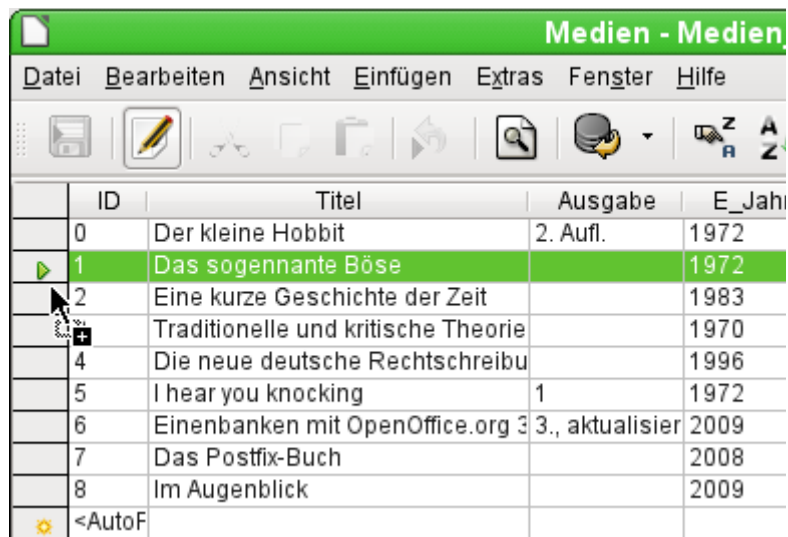 Medien - Medien_
Datei Bearbeiten Ansicht Einfügen Extras Fenster Hilfe
ID Titel Ausgabe E_Jahr
0 Der kleine Hobbit 2. Aufl. 1972
1 Das sogennante Böse 1972
2 Eine kurze Geschichte der Zeit 1983
Traditionelle und kritische Theorie 1970
4 Die neue deutsche Rechtschreibu 1996
5 I hear you knocking 1 1972
6 Einenbanken mit OpenOffice.org 3 3., aktualisier 2009
7 Das Postfix-Buch 2008
8 Im Augenblick 2009
<AutoF